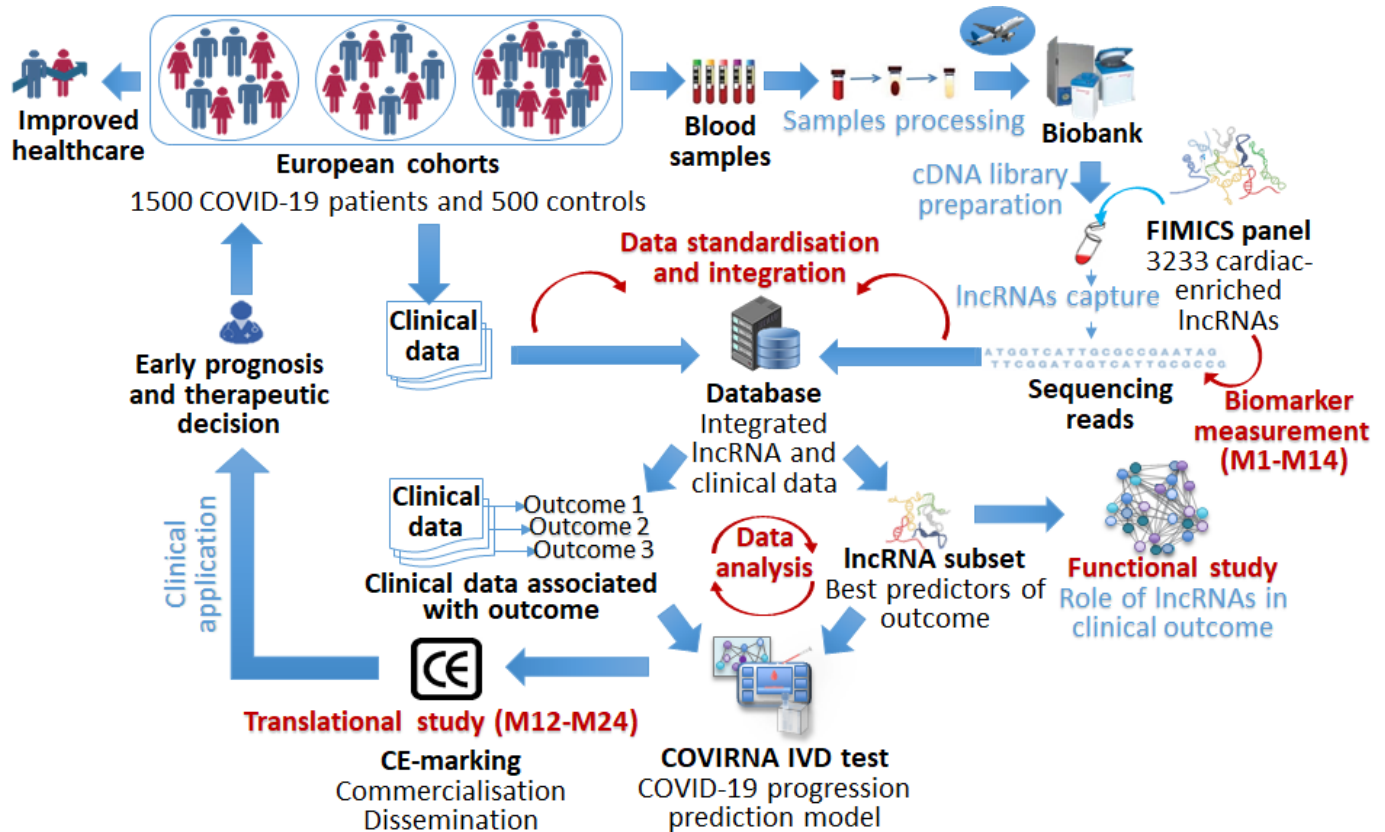 Improved
healthcare
European cohorts
1500 COVID-19 patients and 500 controls
Blood
samples
Samples processing
Biobank
cDNA library
preparation
FIMICS panel
3233 cardiac-
enriched
lncRNAs
lncRNAs capture
ATGGTCATTGCGCCGAATAG
TTCGGATGGTCATTGCGCCG
Sequencing
reads
Biomarker
measurement
(M1-M14)
Data standardisation
and integration
Clinical
data
Database
Integrated
lncRNA and
clinical data
Early prognosis
and therapeutic
decision
Clinical
application
Clinical
data
Outcome 1
Outcome 2
Outcome 3
Clinical data associated
with outcome
Data
analysis
lncRNA subset
Best predictors of
outcome
Functional study
Role of lncRNAs in
clinical outcome
CE
Translational study (M12-M24)
CE-marking
Commercialisation
Dissemination
COVIRNA IVD test
COVID-19 progression
prediction model